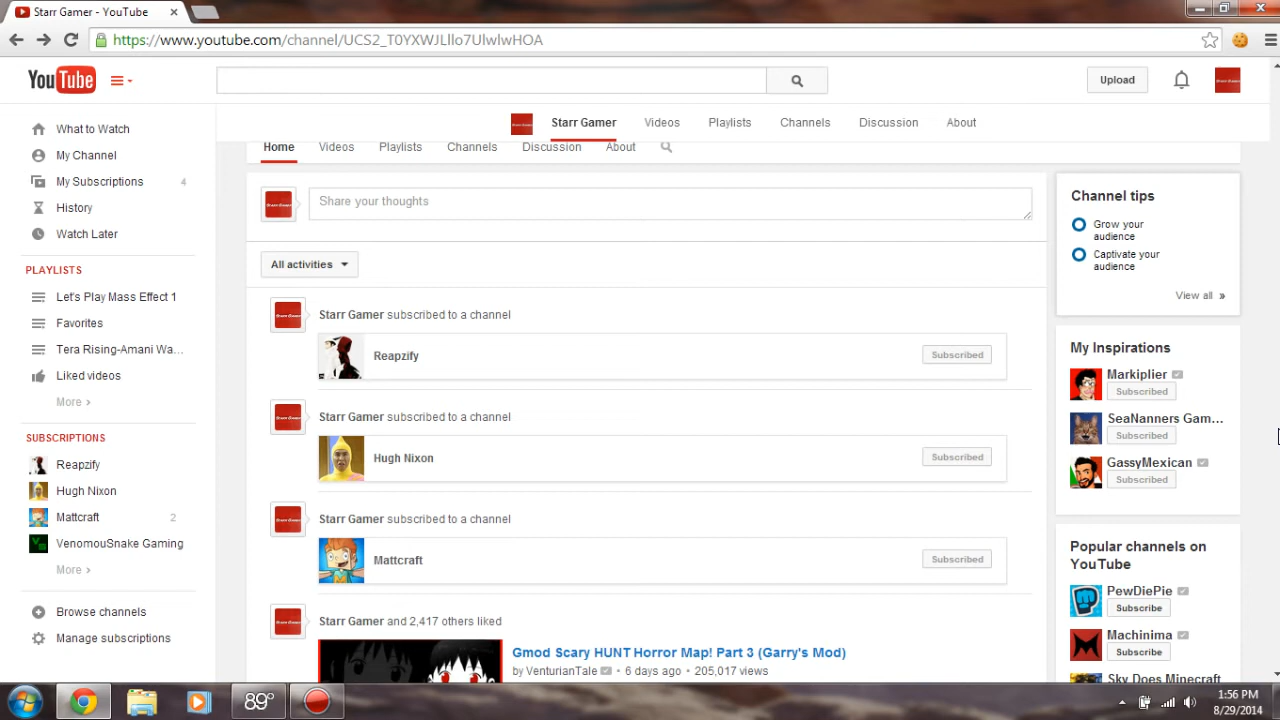 Starr Gamer - YouTube
https://www.youtube.com/channel/UCS2_T0YXWJLllo7UlwlwHOA
YouTube
Upload
Starr Gamer Videos Playlists Channels Discussion About
Home Videos Playlists Channels Discussion About
What to Watch
My Channel
My Subscriptions 4
History
Watch Later
PLAYLISTS
Let's Play Mass Effect 1
Favorites
Tera Rising-Amani Wa...
Liked videos
More ›
SUBSCRIPTIONS
Reapzify
Hugh Nixon
Mattcraft 2
VenomouSnake Gaming
More ›
Browse channels
Manage subscriptions
Share your thoughts
All activities
Starr Gamer subscribed to a channel
Reapzify Subscribed
Starr Gamer subscribed to a channel
Hugh Nixon Subscribed
Starr Gamer subscribed to a channel
Mattcraft Subscribed
Starr Gamer and 2,417 others liked
Gmod Scary HUNT Horror Map! Part 3 (Garry's Mod)
by VenturianTale • 6 days ago • 205,017 views
Channel tips
Grow your
audience
Captivate your
audience
View all »
My Inspirations
Markiplier
Subscribed
SeaNanners Gam...
Subscribed
GassyMexican
Subscribed
Popular channels on
YouTube
PewDiePie
Subscribe
Machinima
Subscribe
Sky Does Minecraft
89°
1:56 PM
8/29/2014